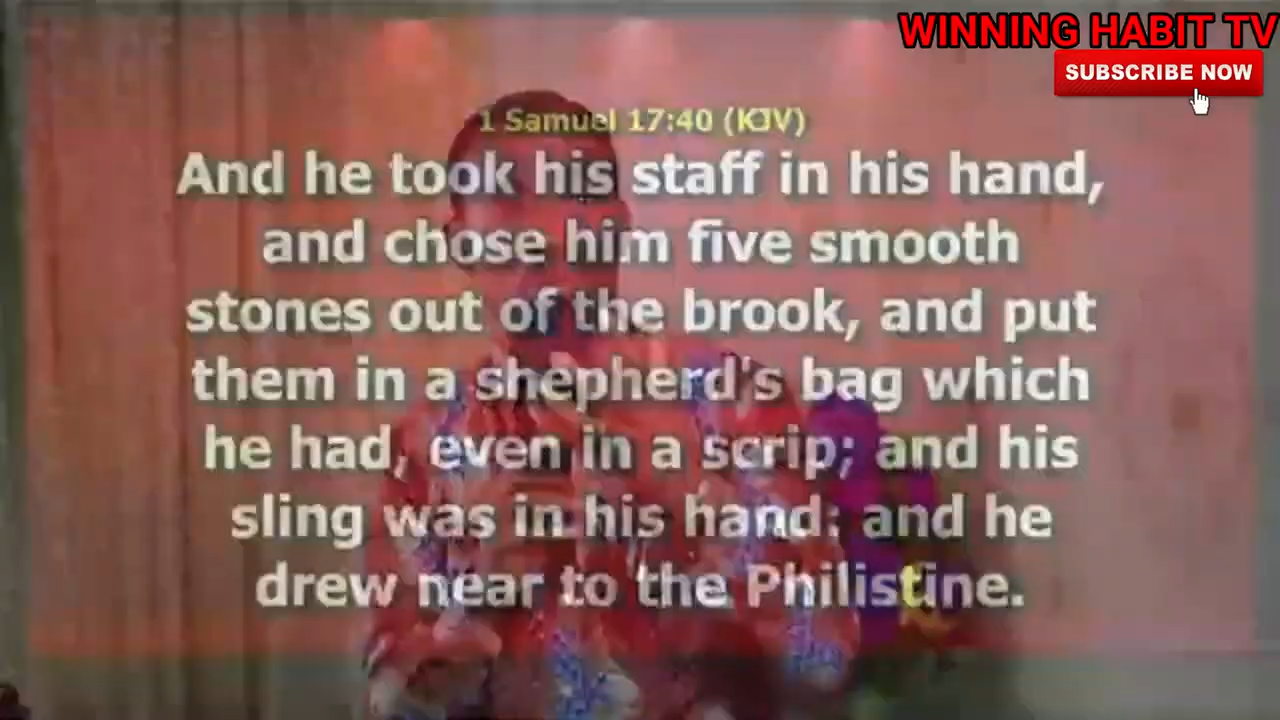 WINNING HABIT TV
SUBSCRIBE NOW
1 Samuel 17:40 (KJV)
And he took his staff in his hand,
and chose him five smooth
stones out of the brook, and put
them in a shepherd's bag which
he had, even in a scrip; and his
sling was in his hand: and he
drew near to the Philistine.